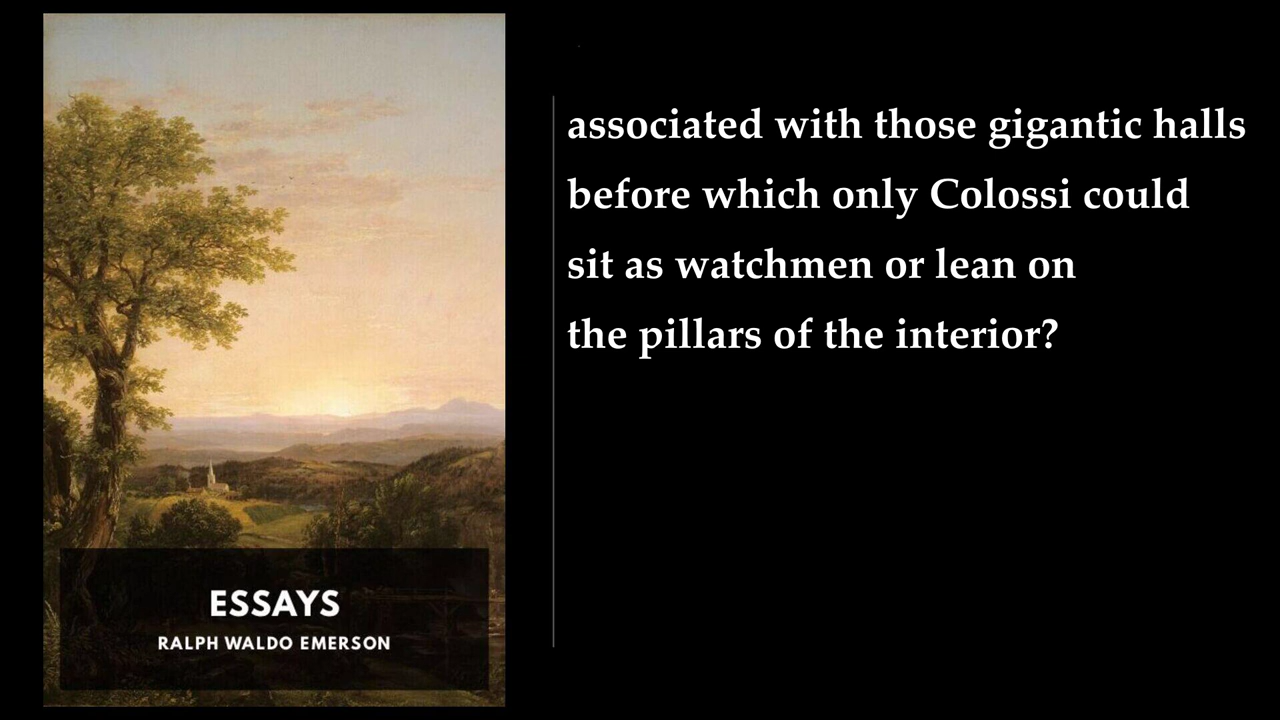 associated with those gigantic halls
before which only Colossi could
sit as watchmen or lean on
the pillars of the interior?
ESSAYS
RALPH WALDO EMERSON